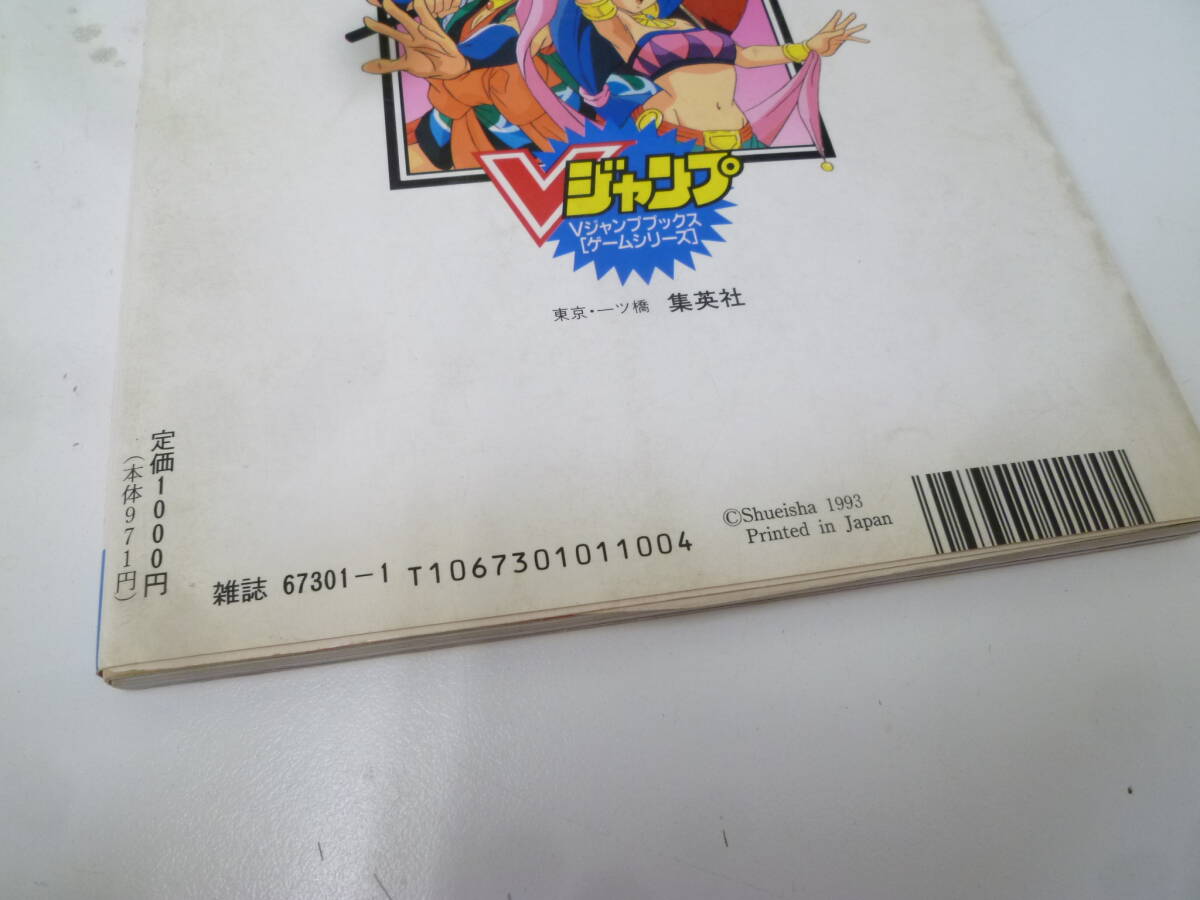 Vジャンプ
Vジャンプブックス
[ゲームシリーズ]
東京・一ツ橋 集英社
定価1000円
(本体971円)
雑誌 67301-1 T1067301011004
©Shueisha 1993
Printed in Japan